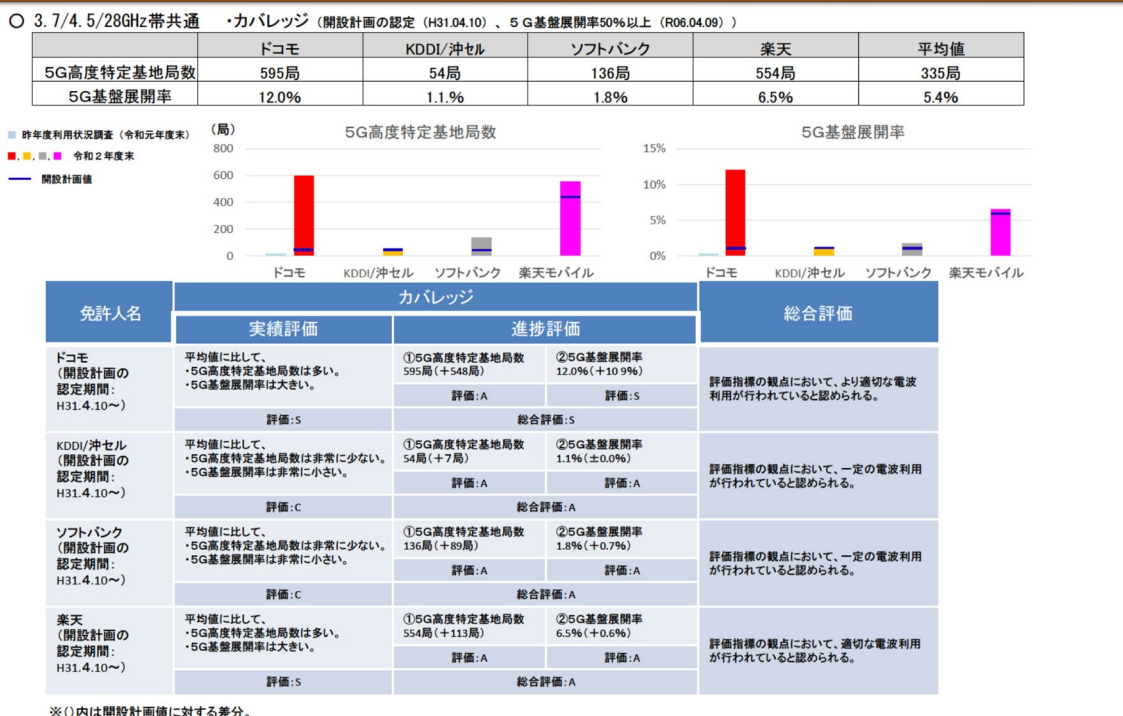 ○ 3.7/4.5/28GHz帯共通 ・カバレッジ（開設計画の認定（H31.04.10）、5G基盤展開率50%以上（R06.04.09））
ドコモ KDDI/沖セル ソフトバンク 楽天 平均値
5G高度特定基地局数 595局 54局 136局 554局 335局
5G基盤展開率 12.0% 1.1.% 1.8% 6.5% 5.4%
昨年度利用状況調査（令和元年度末）
, , , 令和２年度末
開設計画値
（局） 5G高度特定基地局数
800
600
400
200
0
ドコモ KDDI/沖セル ソフトバンク 楽天モバイル
5G基盤展開率
15%
10%
5%
0%
ドコモ KDDI/沖セル ソフトバンク 楽天モバイル
免許人名 カバレッジ 総合評価
実績評価 進捗評価
ドコモ
（開設計画の
認定期間：
H31.4.10～）
平均値に比して、
・5G高度特定基地局数は多い。
・5G基盤展開率は大きい。
評価:S
①5G高度特定基地局数
595局（＋548局）
評価:A
②5G基盤展開率
12.0%（＋10 9%）
評価:S
総合評価:S
評価指標の観点において、より適切な電波
利用が行われていると認められる。
KDDI/沖セル
（開設計画の
認定期間：
H31.4.10～）
平均値に比して、
・5G高度特定基地局数は非常に少ない。
・5G基盤展開率は非常に小さい。
評価:C
①5G高度特定基地局数
54局（＋7局）
評価:A
②5G基盤展開率
1.1%（±0.0%）
評価:A
総合評価:A
評価指標の観点において、一定の電波利用
が行われていると認められる。
ソフトバンク
（開設計画の
認定期間：
H31.4.10～）
平均値に比して、
・5G高度特定基地局数は非常に少ない。
・5G基盤展開率は非常に小さい。
評価:C
①5G高度特定基地局数
136局（＋89局）
評価:A
②5G基盤展開率
1.8%（＋0.7%）
評価:A
総合評価:A
評価指標の観点において、一定の電波利用
が行われていると認められる。
楽天
（開設計画の
認定期間：
H31.4.10～）
平均値に比して、
・5G高度特定基地局数は多い。
・5G基盤展開率は大きい。
評価:S
①5G高度特定基地局数
554局（＋113局）
評価:A
②5G基盤展開率
6.5%（＋0.6%）
評価:A
総合評価:A
評価指標の観点において、適切な電波利用
が行われていると認められる。
※（）内は開設計画値に対する差分。